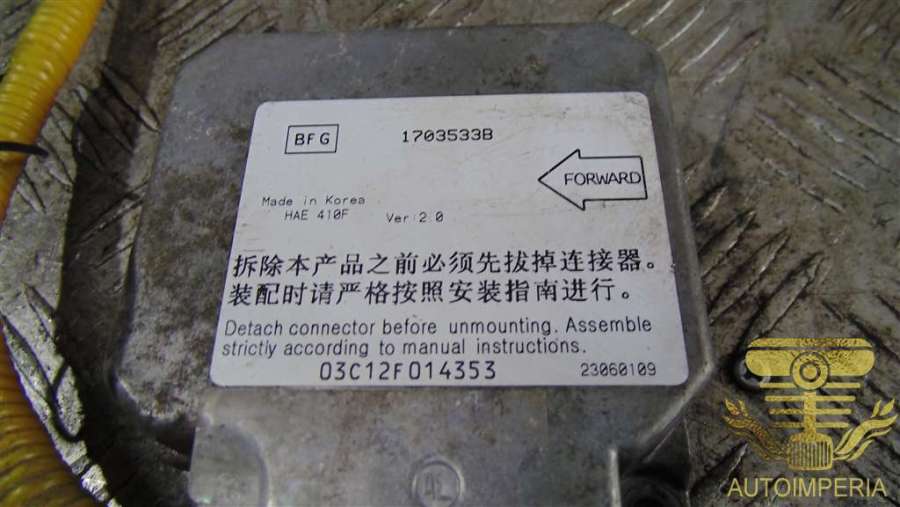 BFG
1703533B
FORWARD
Made in Korea
HAE 410F
Ver:2.0
拆除本产品之前必须先拔掉连接器。
装配时请严格按照安装指南进行。
Detach connector before unmounting. Assemble
strictly according to manual instructions.
03C12F014353
23060109
AUTOIMPERIA